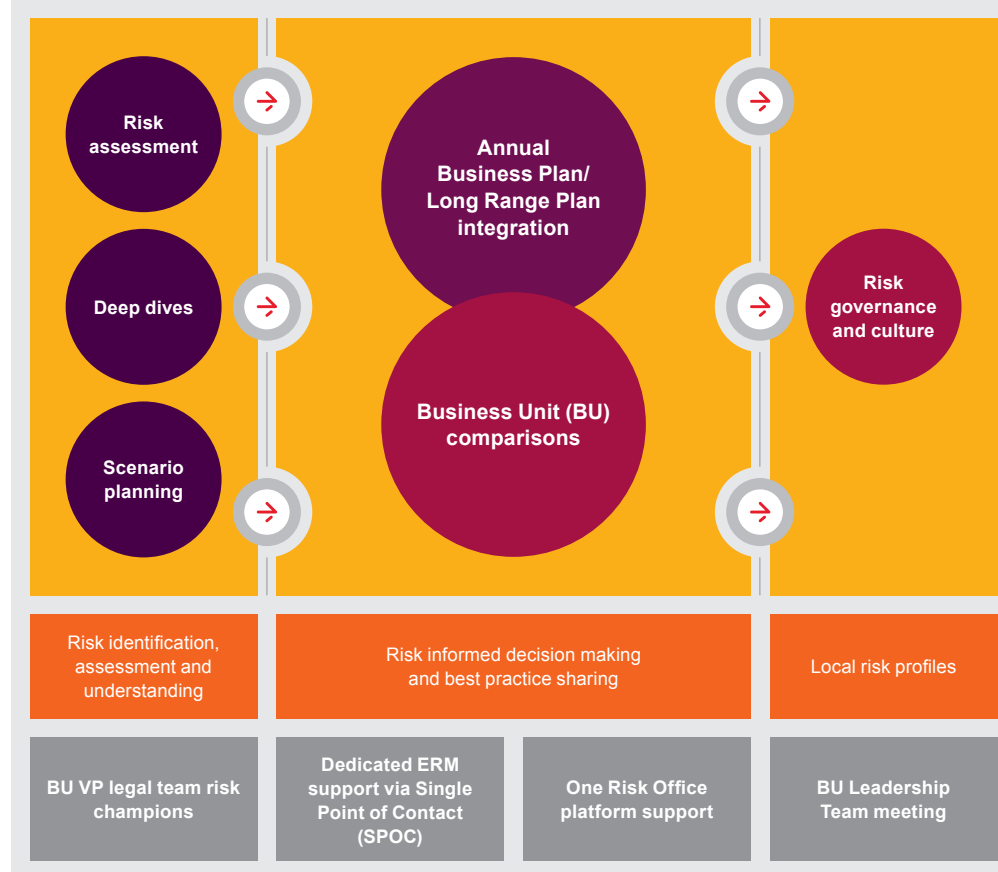 Risk
assessment
Deep dives
Scenario
planning
Annual
Business Plan/
Long Range Plan
integration
Business Unit (BU)
comparisons
Risk
governance
and culture
Risk identification,
assessment and
understanding
Risk informed decision making
and best practice sharing
Local risk profiles
BU VP legal team risk
champions
Dedicated ERM
support via Single
Point of Contact
(SPOC)
One Risk Office
platform support
BU Leadership
Team meeting